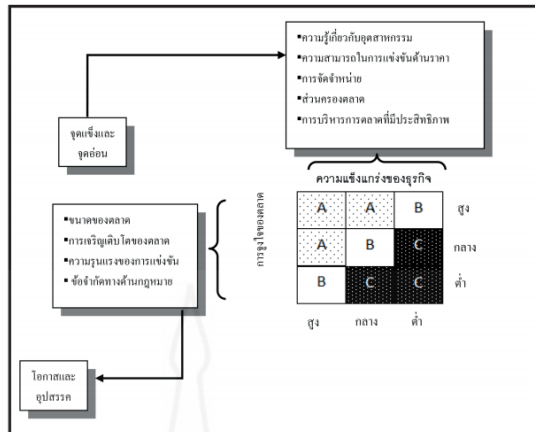 ▪ความรู้เกี่ยวกับอุตสาหกรรม
▪ความสามารถในการแข่งขันด้านราคา
▪การจัดจำหน่าย
▪ส่วนครองตลาด
▪การบริหารการตลาดที่มีประสิทธิภาพ
จุดแข็งและ
จุดอ่อน
ความแข็งแกร่งของธุรกิจ
▪ขนาดของตลาด
▪การเจริญเติบโตของตลาด
▪ความรุนแรงของการแข่งขัน
▪ ข้อจำกัดทางด้านกฎหมาย
การจูงใจของตลาด
A A B สูง
A B C กลาง
B C C ต่ำ
สูง กลาง ต่ำ
โอกาสและ
อุปสรรค